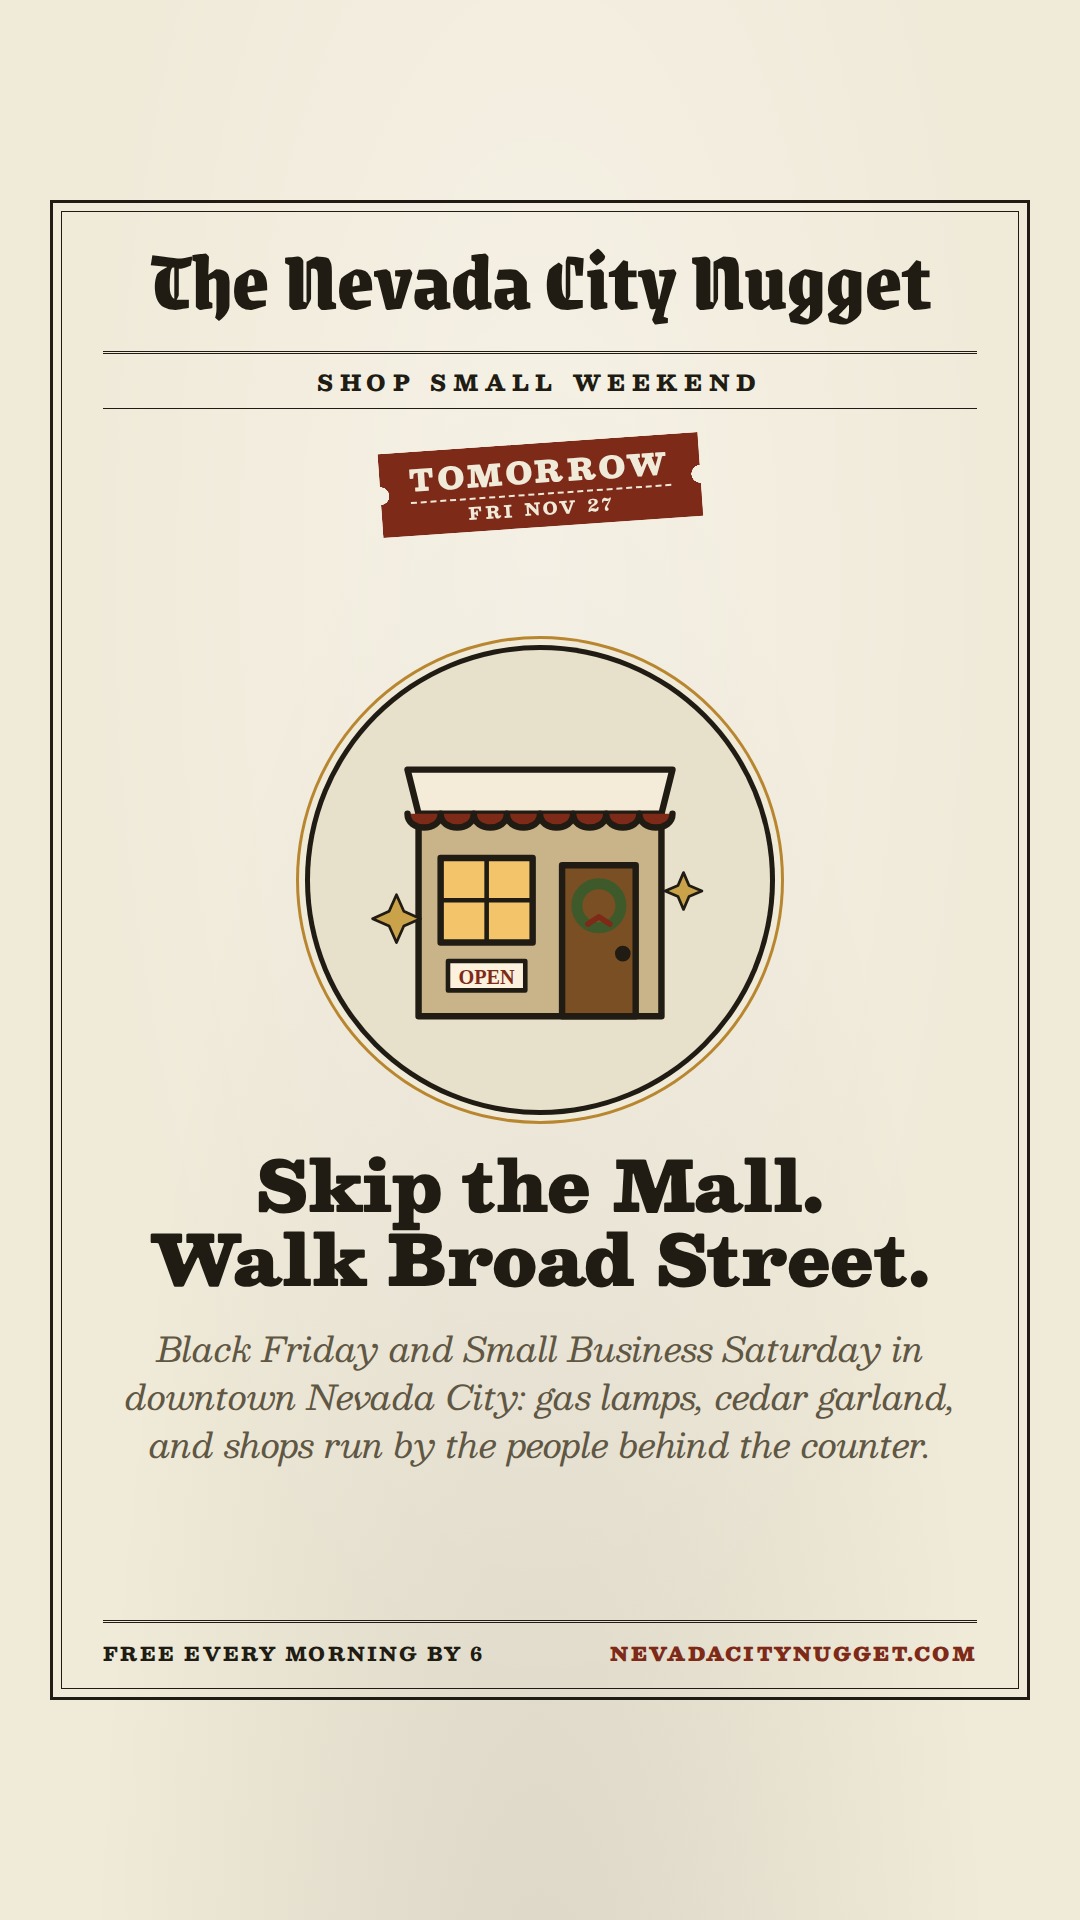 The Nevada City Nugget
SHOP SMALL WEEKEND
TOMORROW
FRI NOV 27
OPEN
Skip the Mall.
Walk Broad Street.
Black Friday and Small Business Saturday in
downtown Nevada City: gas lamps, cedar garland,
and shops run by the people behind the counter.
FREE EVERY MORNING BY 6
NEVADACITYNUGGET.COM